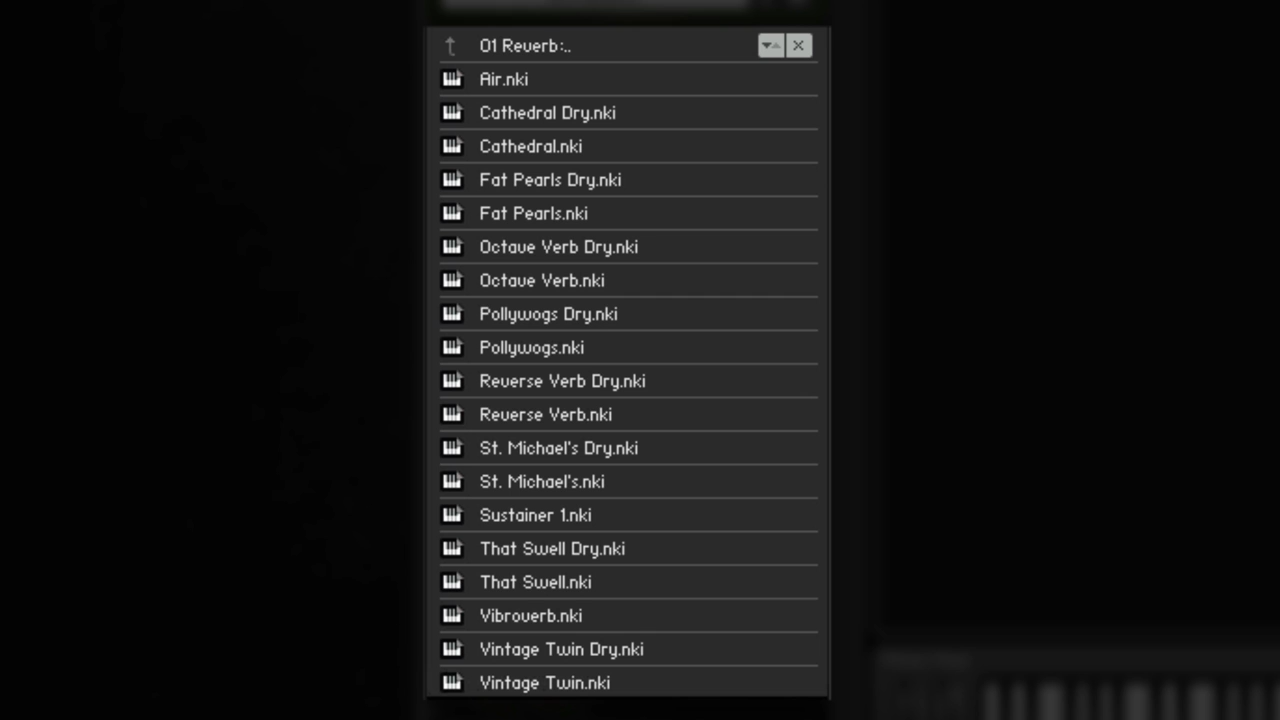 01 Reverb:..
Air.nki
Cathedral Dry.nki
Cathedral.nki
Fat Pearls Dry.nki
Fat Pearls.nki
Octave Verb Dry.nki
Octave Verb.nki
Pollywogs Dry.nki
Pollywogs.nki
Reverse Verb Dry.nki
Reverse Verb.nki
St. Michael's Dry.nki
St. Michael's.nki
Sustainer 1.nki
That Swell Dry.nki
That Swell.nki
Vibroverb.nki
Vintage Twin Dry.nki
Vintage Twin.nki